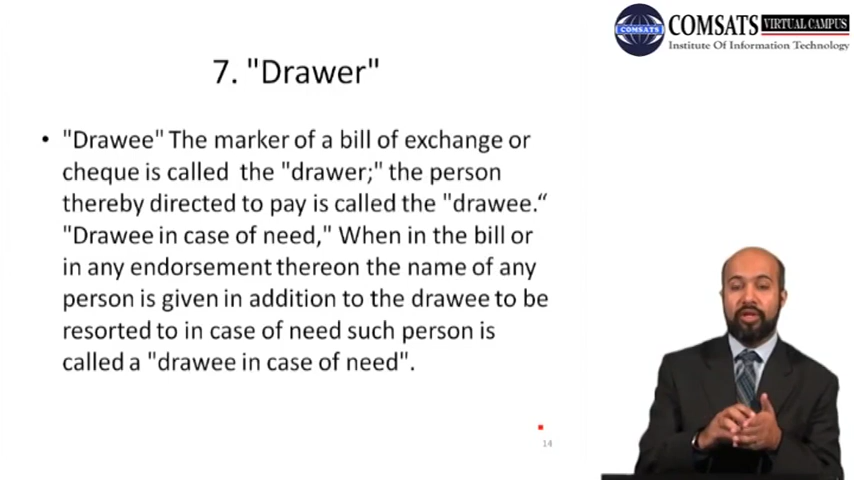 COMSATS VIRTUAL CAMPUS
Institute Of Information Technology
COMSATS
7. "Drawer"
• "Drawee" The marker of a bill of exchange or
cheque is called the "drawer;" the person
thereby directed to pay is called the "drawee.“
"Drawee in case of need," When in the bill or
in any endorsement thereon the name of any
person is given in addition to the drawee to be
resorted to in case of need such person is
called a "drawee in case of need".
14